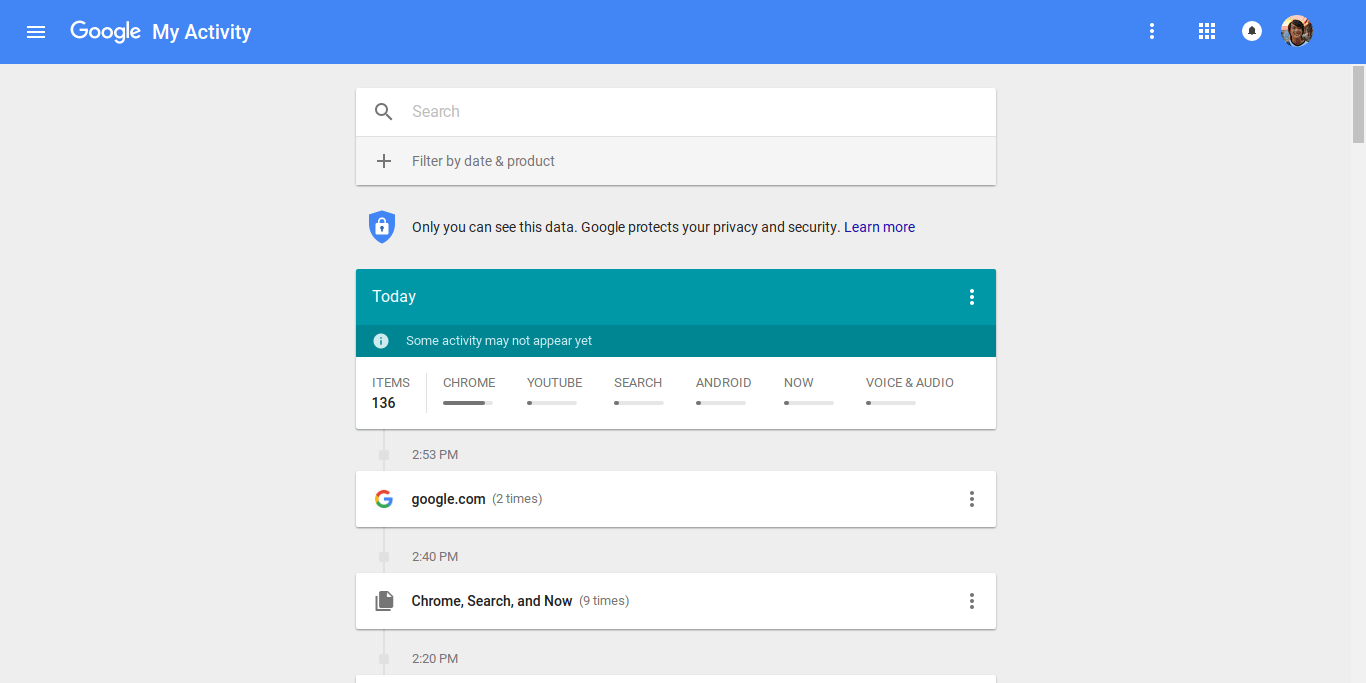 Google My Activity
Search
Filter by date & product
Only you can see this data. Google protects your privacy and security. Learn more
Today
Some activity may not appear yet
ITEMS CHROME YOUTUBE SEARCH ANDROID NOW VOICE & AUDIO
136
2:53 PM
google.com (2 times)
2:40 PM
Chrome, Search, and Now (9 times)
2:20 PM